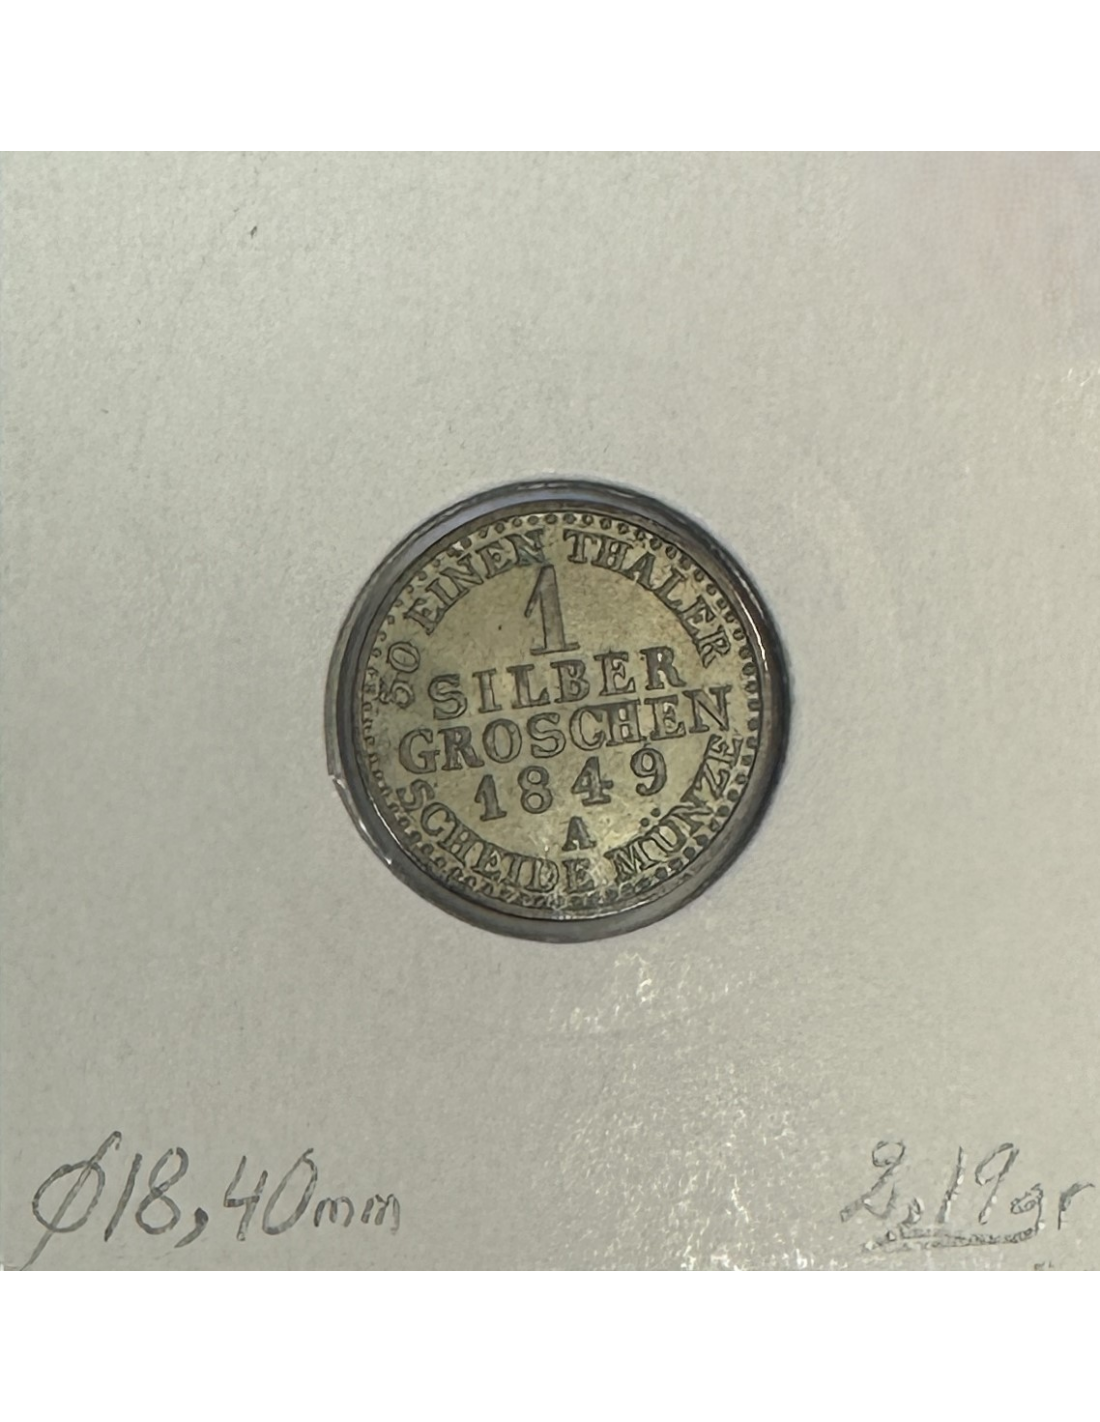 30 EINEN THALER
1
SILBER
GROSCHEN
1849
A
SCHEIDE MÜNZE
Ø18,40mm
2,19gr